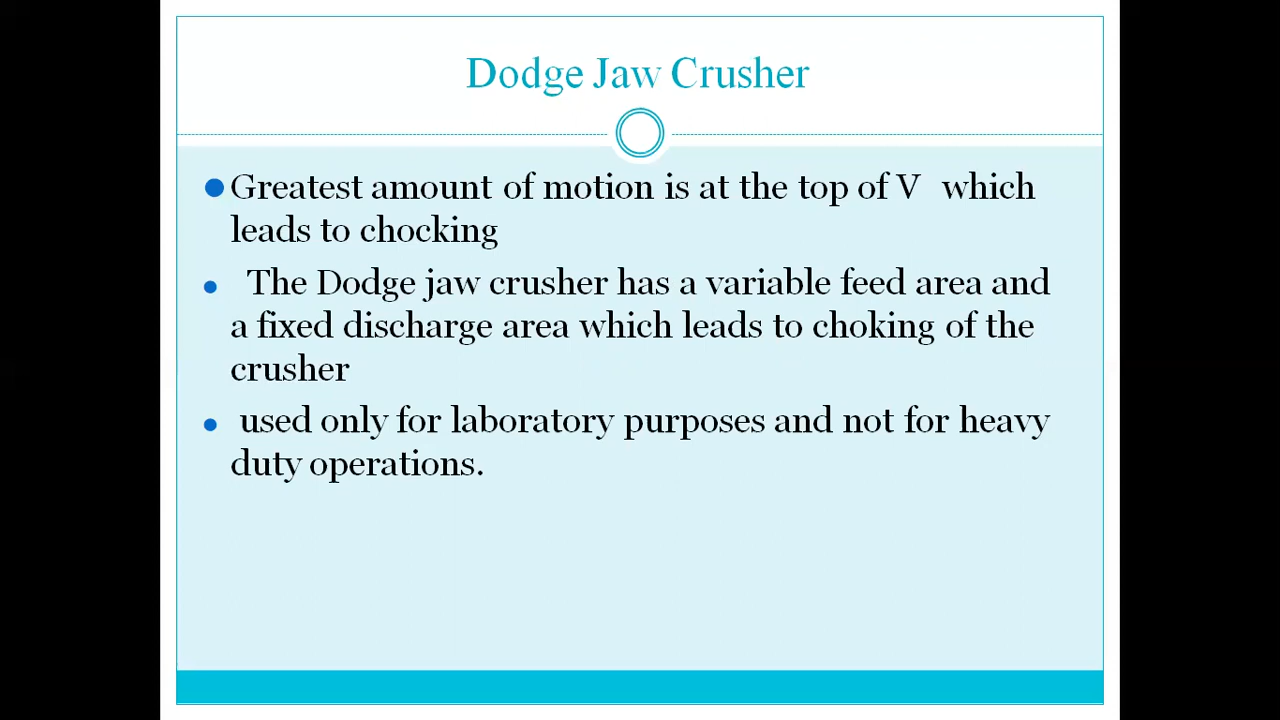 Dodge Jaw Crusher
Greatest amount of motion is at the top of V which
leads to chocking
The Dodge jaw crusher has a variable feed area and
a fixed discharge area which leads to choking of the
crusher
used only for laboratory purposes and not for heavy
duty operations.